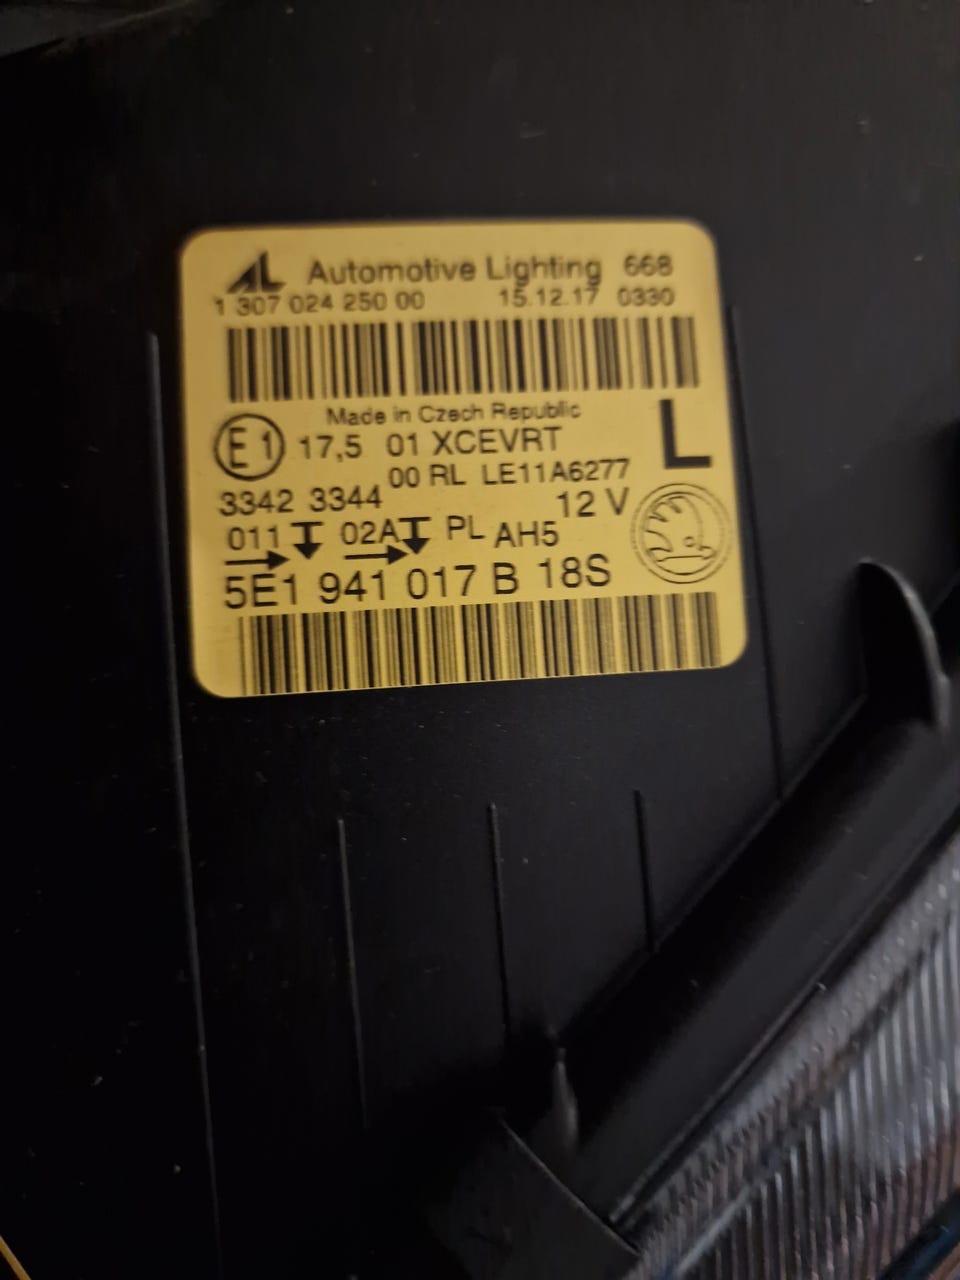 AL Automotive Lighting 668
1 307 024 250 00 15.12.17 0330
Made in Czech Republic
E1 17,5 01 XCEVRT L
00 RL LE11A6277
3342 3344 12 V
011 02A PL AH5
5E1 941 017 B 18S